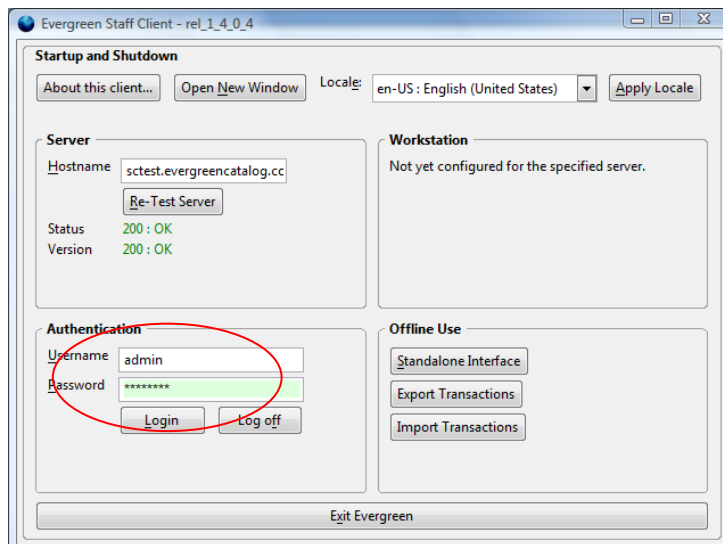 Evergreen Staff Client - rel_1_4_0_4
Startup and Shutdown
About this client... Open New Window Locale: en-US : English (United States) Apply Locale
Server
Hostname sctest.evergreencatalog.cc
Re-Test Server
Status 200 : OK
Version 200 : OK
Workstation
Not yet configured for the specified server.
Authentication
Username admin
Password ********
Login Log off
Offline Use
Standalone Interface
Export Transactions
Import Transactions
Exit Evergreen